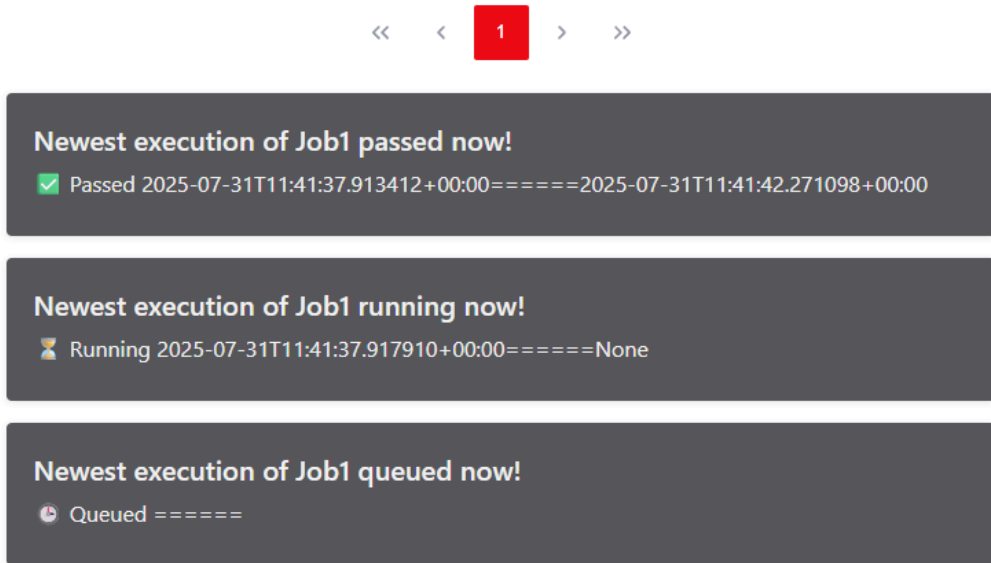 1
Newest execution of Job1 passed now!
Passed 2025-07-31T11:41:37.913412+00:00======2025-07-31T11:41:42.271098+00:00
Newest execution of Job1 running now!
Running 2025-07-31T11:41:37.917910+00:00======None
Newest execution of Job1 queued now!
Queued ======